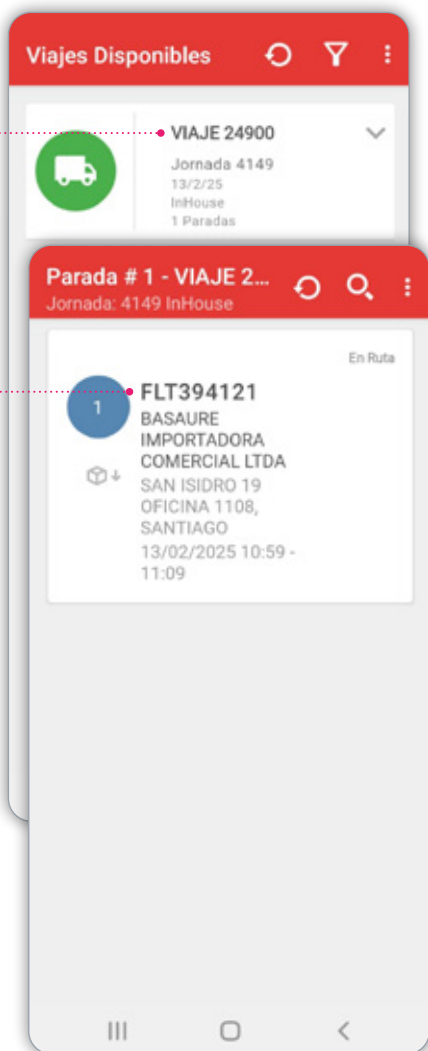 Viajes Disponibles
VIAJE 24900
Jornada 4149
13/2/25
InHouse
1 Paradas
Parada # 1 - VIAJE 2...
Jornada: 4149 InHouse
En Ruta
1
FLT394121
BASAURE
IMPORTADORA
COMERCIAL LTDA
SAN ISIDRO 19
OFICINA 1108,
SANTIAGO
13/02/2025 10:59 -
11:09